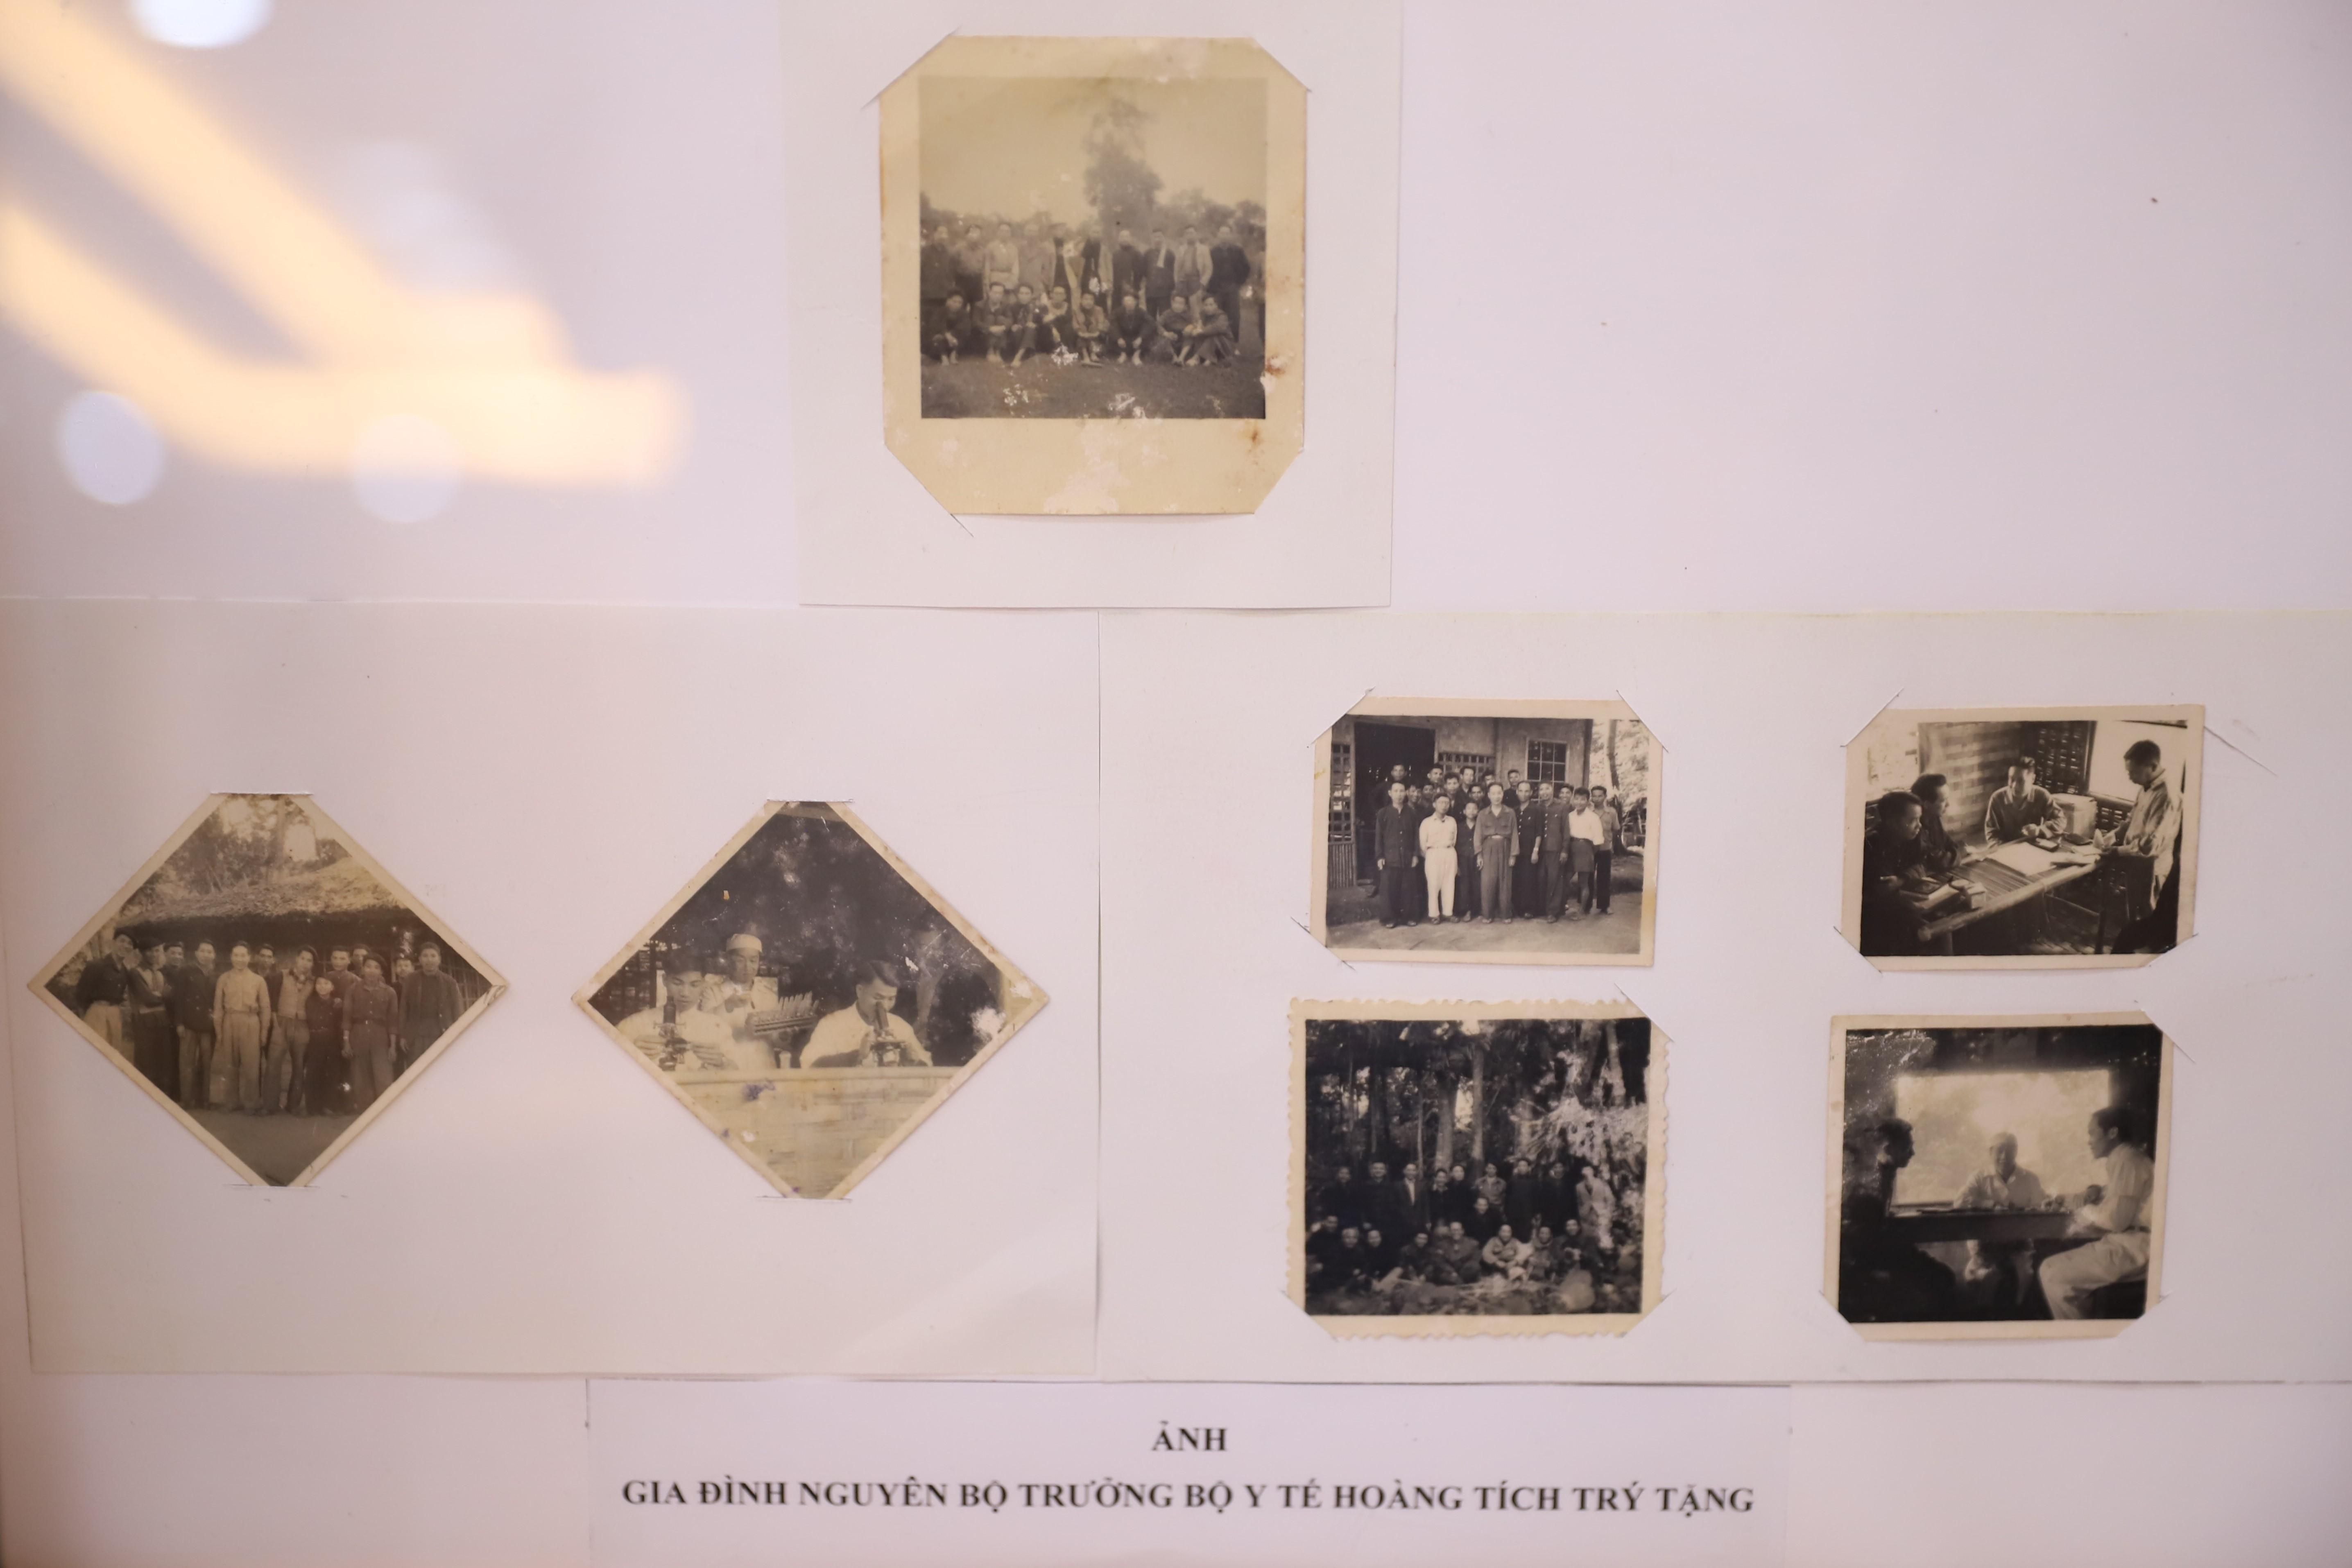 ẢNH
GIA ĐÌNH NGUYÊN BỘ TRƯỞNG BỘ Y TẾ HOÀNG TÍCH TRÝ TẶNG